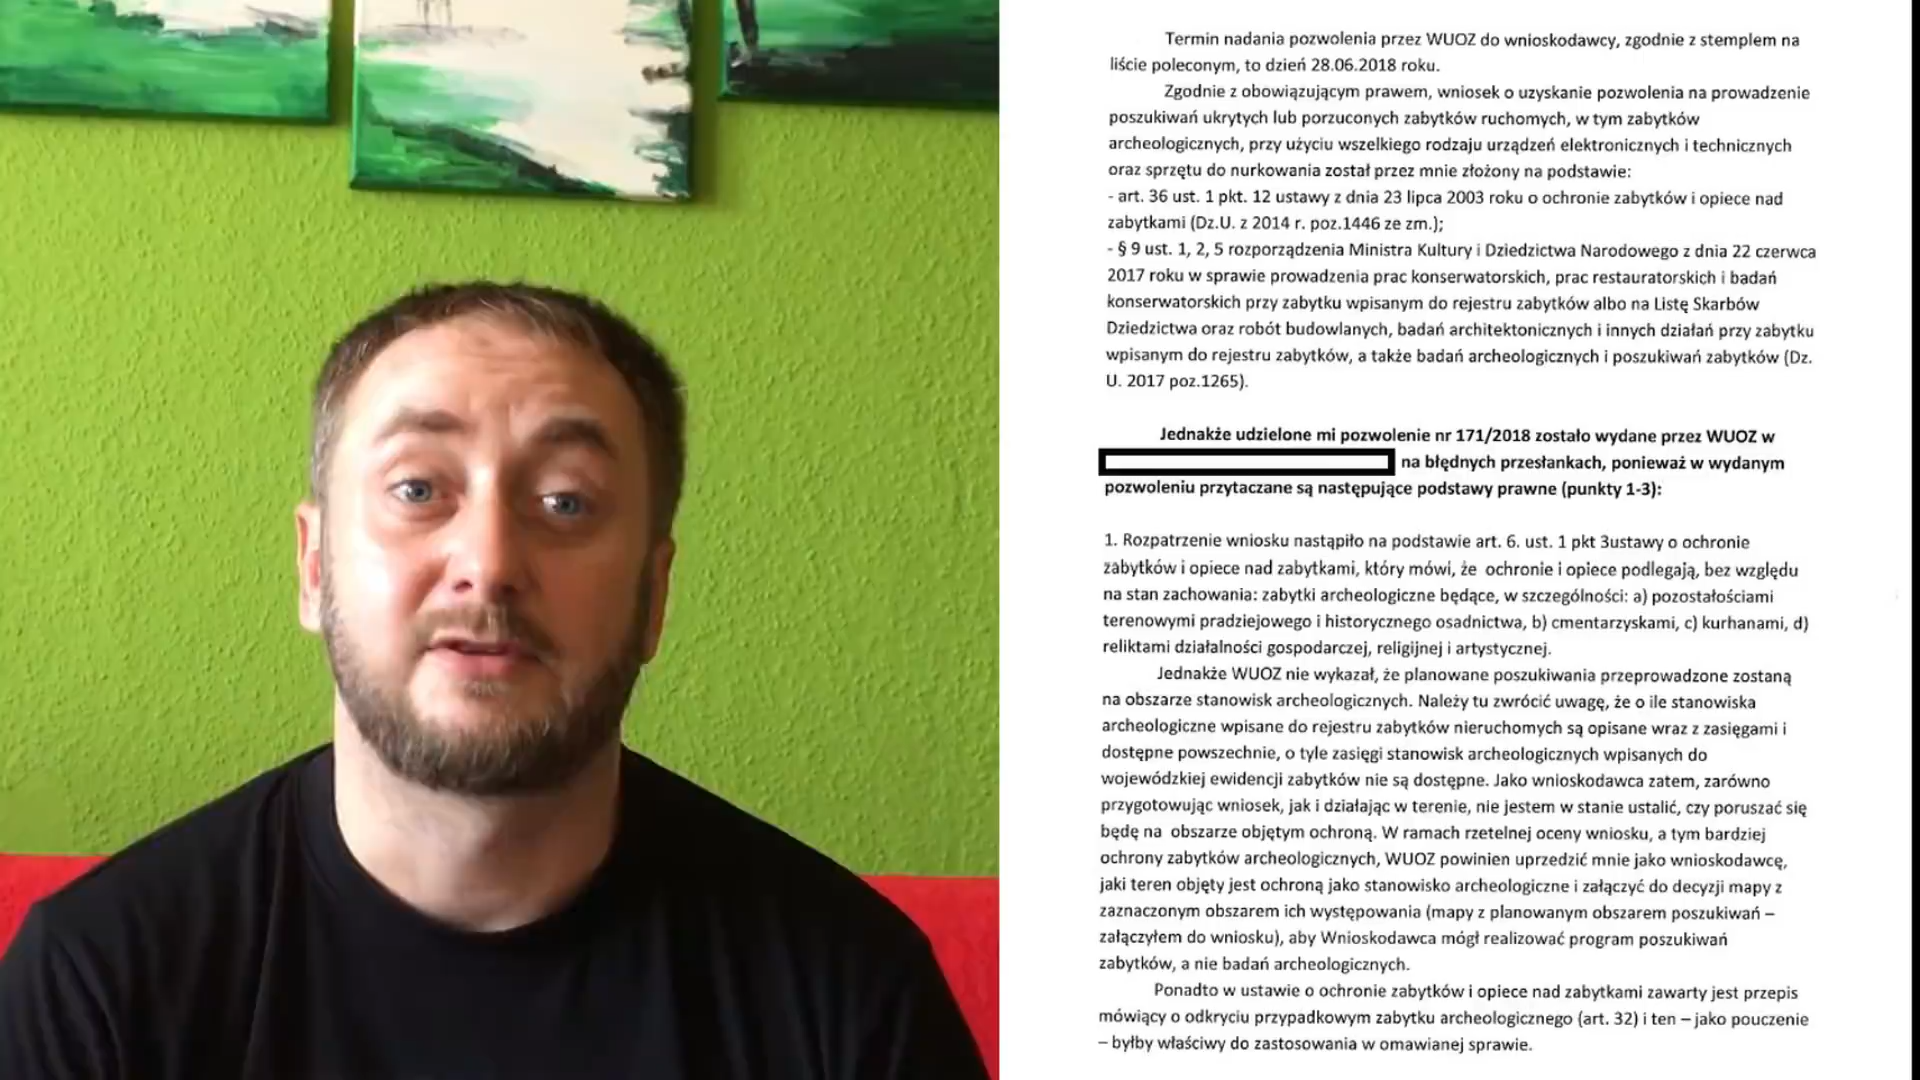 Termin nadania pozwolenia przez WUOZ do wnioskodawcy, zgodnie z stemplem na
liście poleconym, to dzień 28.06.2018 roku.
Zgodnie z obowiązującym prawem, wniosek o uzyskanie pozwolenia na prowadzenie
poszukiwań ukrytych lub porzuconych zabytków ruchomych, w tym zabytków
archeologicznych, przy użyciu wszelkiego rodzaju urządzeń elektronicznych i technicznych
oraz sprzętu do nurkowania został przez mnie złożony na podstawie:
- art. 36 ust. 1 pkt. 12 ustawy z dnia 23 lipca 2003 roku o ochronie zabytków i opiece nad
zabytkami (Dz.U. z 2014 r. poz.1446 ze zm.);
- § 9 ust. 1, 2, 5 rozporządzenia Ministra Kultury i Dziedzictwa Narodowego z dnia 22 czerwca
2017 roku w sprawie prowadzenia prac konserwatorskich, prac restauratorskich i badań
konserwatorskich przy zabytku wpisanym do rejestru zabytków albo na Listę Skarbów
Dziedzictwa oraz robót budowlanych, badań architektonicznych i innych działań przy zabytku
wpisanym do rejestru zabytków, a także badań archeologicznych i poszukiwań zabytków (Dz.
U. 2017 poz.1265).
Jednakże udzielone mi pozwolenie nr 171/2018 zostało wydane przez WUOZ w
na błędnych przesłankach, ponieważ w wydanym
pozwoleniu przytaczane są następujące podstawy prawne (punkty 1-3):
1. Rozpatrzenie wniosku nastąpiło na podstawie art. 6. ust. 1 pkt 3ustawy o ochronie
zabytków i opiece nad zabytkami, który mówi, że ochronie i opiece podlegają, bez względu
na stan zachowania: zabytki archeologiczne będące, w szczególności: a) pozostałościami
terenowymi pradziejowego i historycznego osadnictwa, b) cmentarzyskami, c) kurhanami, d)
reliktami działalności gospodarczej, religijnej i artystycznej.
Jednakże WUOZ nie wykazał, że planowane poszukiwania przeprowadzone zostaną
na obszarze stanowisk archeologicznych. Należy tu zwrócić uwagę, że o ile stanowiska
archeologiczne wpisane do rejestru zabytków nieruchomych są opisane wraz z zasięgami i
dostępne powszechnie, o tyle zasięgi stanowisk archeologicznych wpisanych do
wojewódzkiej ewidencji zabytków nie są dostępne. Jako wnioskodawca zatem, zarówno
przygotowując wniosek, jak i działając w terenie, nie jestem w stanie ustalić, czy poruszać się
będę na obszarze objętym ochroną. W ramach rzetelnej oceny wniosku, a tym bardziej
ochrony zabytków archeologicznych, WUOZ powinien uprzedzić mnie jako wnioskodawcę,
jaki teren objęty jest ochroną jako stanowisko archeologiczne i załączyć do decyzji mapy z
zaznaczonym obszarem ich występowania (mapy z planowanym obszarem poszukiwań –
załączyłem do wniosku), aby Wnioskodawca mógł realizować program poszukiwań
zabytków, a nie badań archeologicznych.
Ponadto w ustawie o ochronie zabytków i opiece nad zabytkami zawarty jest przepis
mówiący o odkryciu przypadkowym zabytku archeologicznego (art. 32) i ten – jako pouczenie
– byłby właściwy do zastosowania w omawianej sprawie.